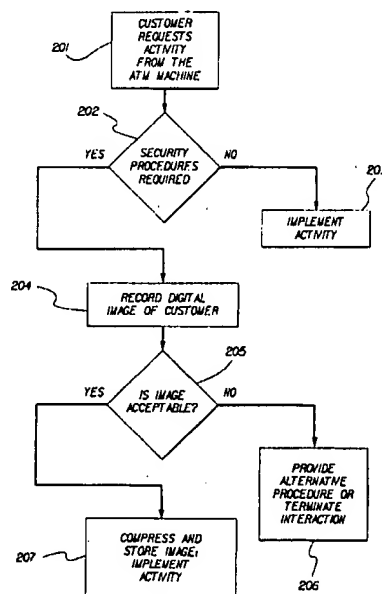 201
CUSTOMER
REQUESTS
ACTIVITY
FROM THE
ATM MACHINE
202
YES
SECURITY
PROCEDURES
REQUIRED
NO
IMPLEMENT
ACTIVITY
204
RECORD DIGITAL
IMAGE OF CUSTOMER
205
YES
IS IMAGE
ACCEPTABLE?
NO
PROVIDE
ALTERNATIVE
PROCEDURE OR
TERMINATE
INTERACTION
206
207
COMPRESS AND
STORE IMAGE;
IMPLEMENT
ACTIVITY